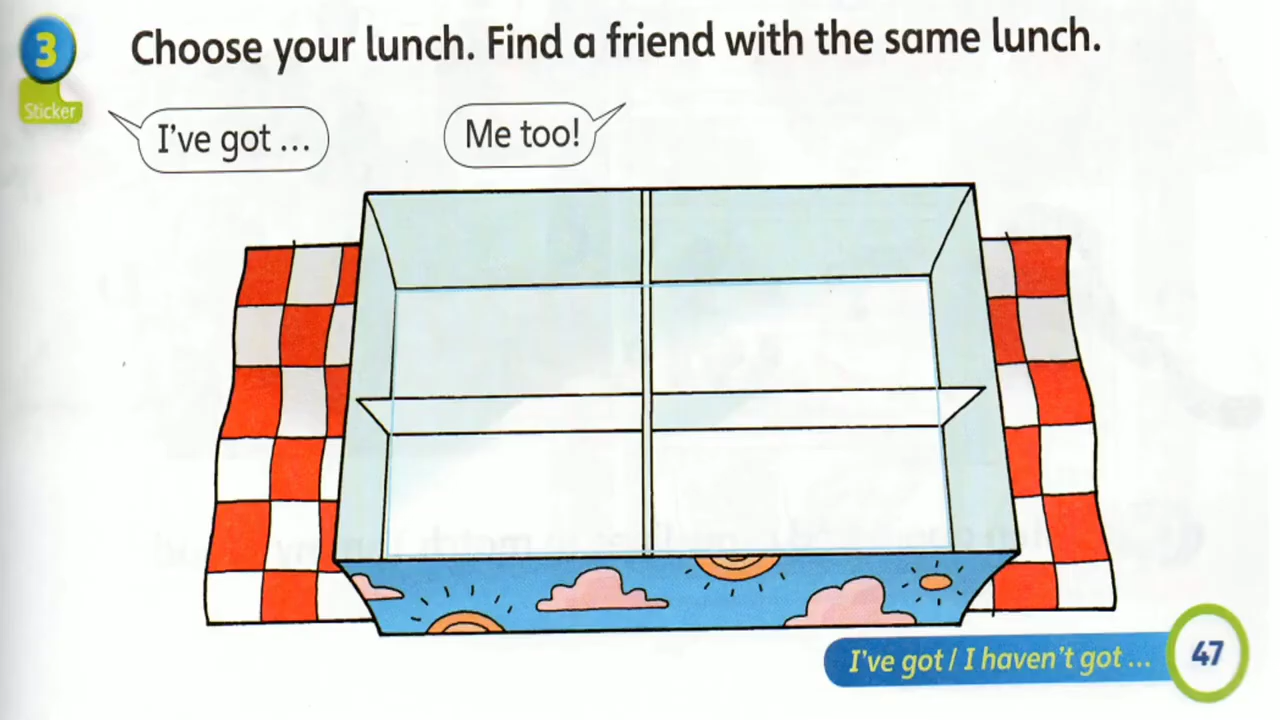 3
Choose your lunch. Find a friend with the same lunch.
Sticker
I've got ...
Me too!
I've got / I haven't got ...
47